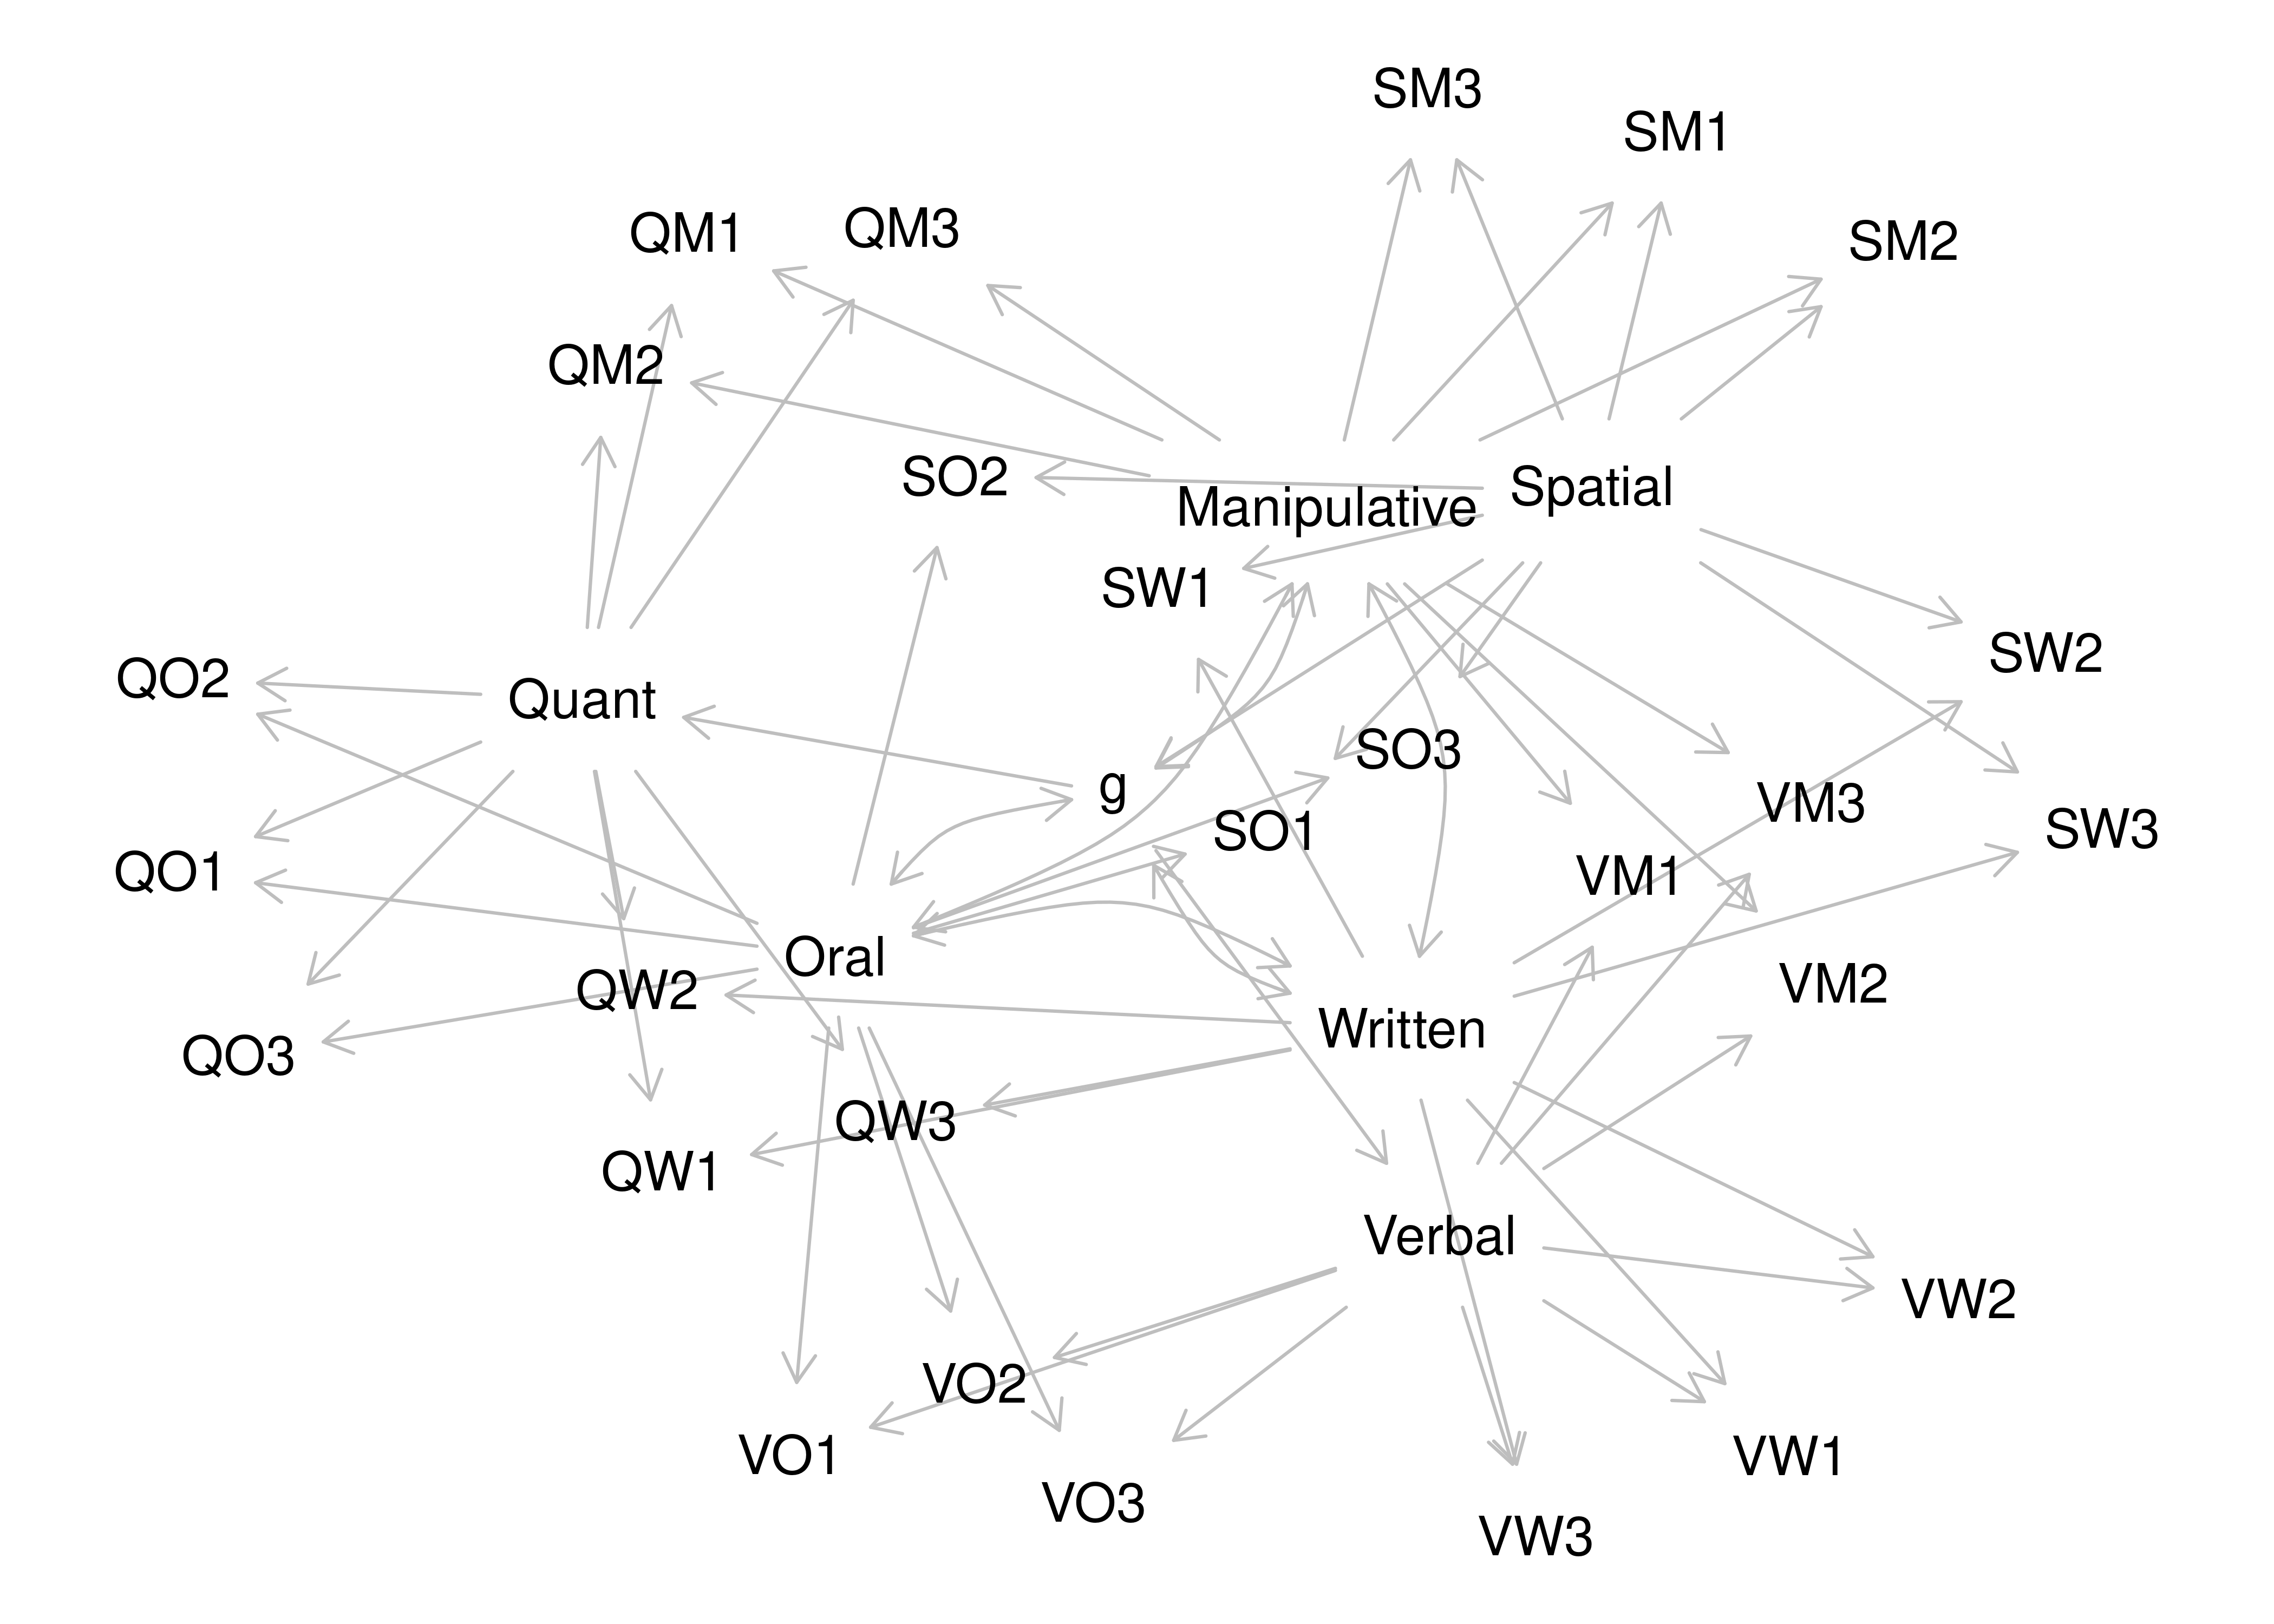 SM3
SM1
QM1
QM3
SM2
QM2
SO2
Manipulative
Spatial
SW1
QO2
Quant
SW2
g
SO3
VM3
SW3
SO1
QO1
VM1
Oral
QW2
VM2
QO3
Written
QW3
QW1
Verbal
VW2
VO2
VO1
VW1
VO3
VW3